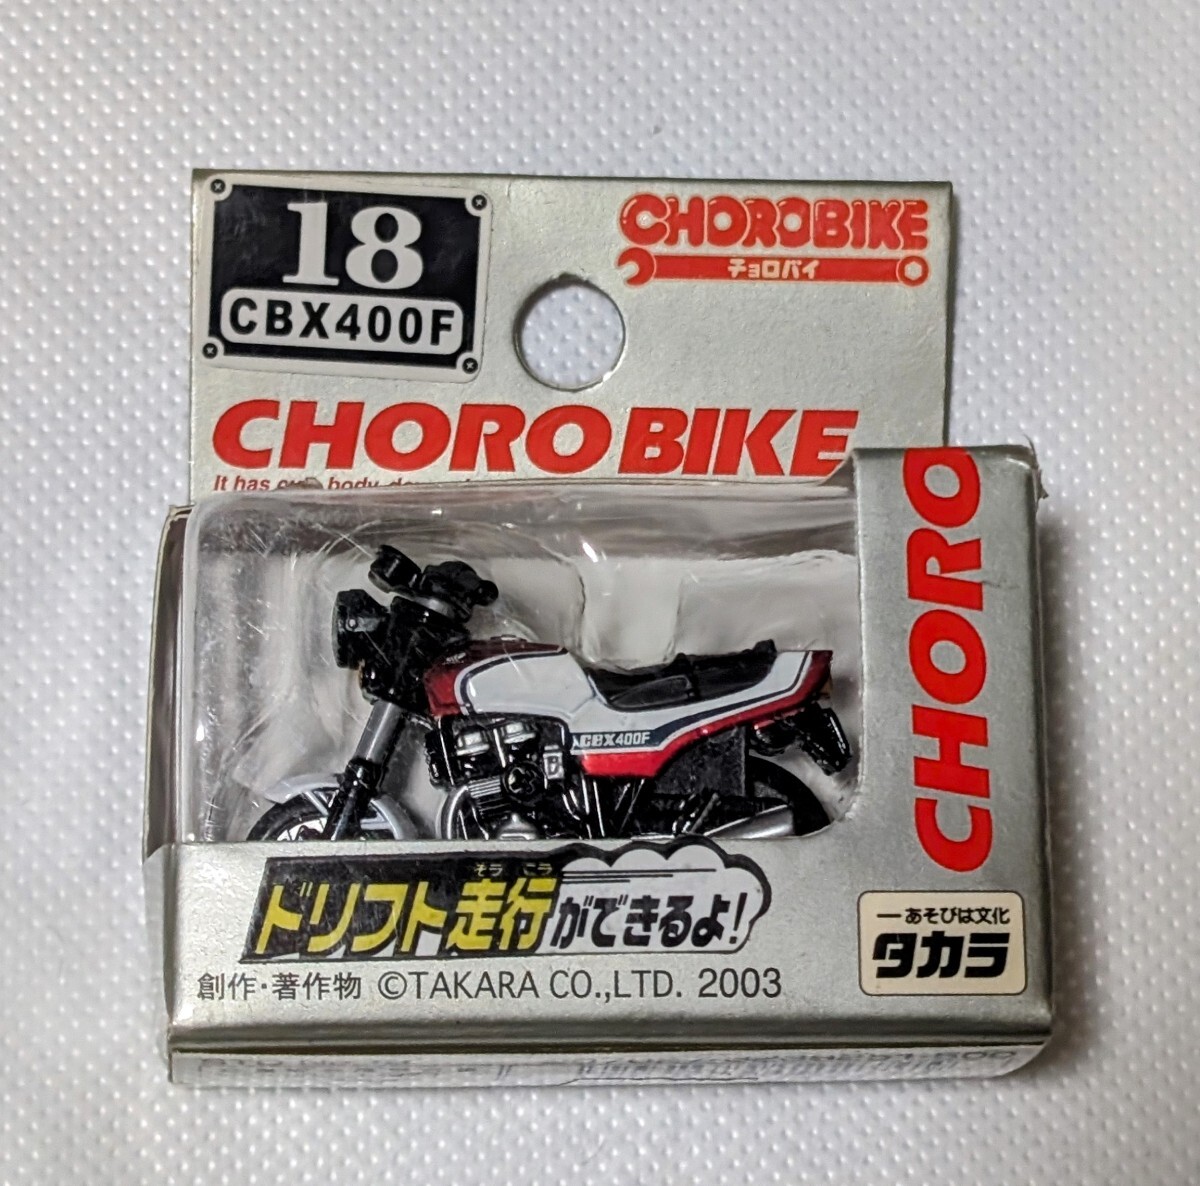 18
CBX400F
CHOROBIKE
チョロバイ
CHORO BIKE
It has
CHORO
CBX400F
そう こう
ドリフト走行ができるよ!
創作・著作物 ©TAKARA CO.,LTD. 2003
あそびは文化
タカラ